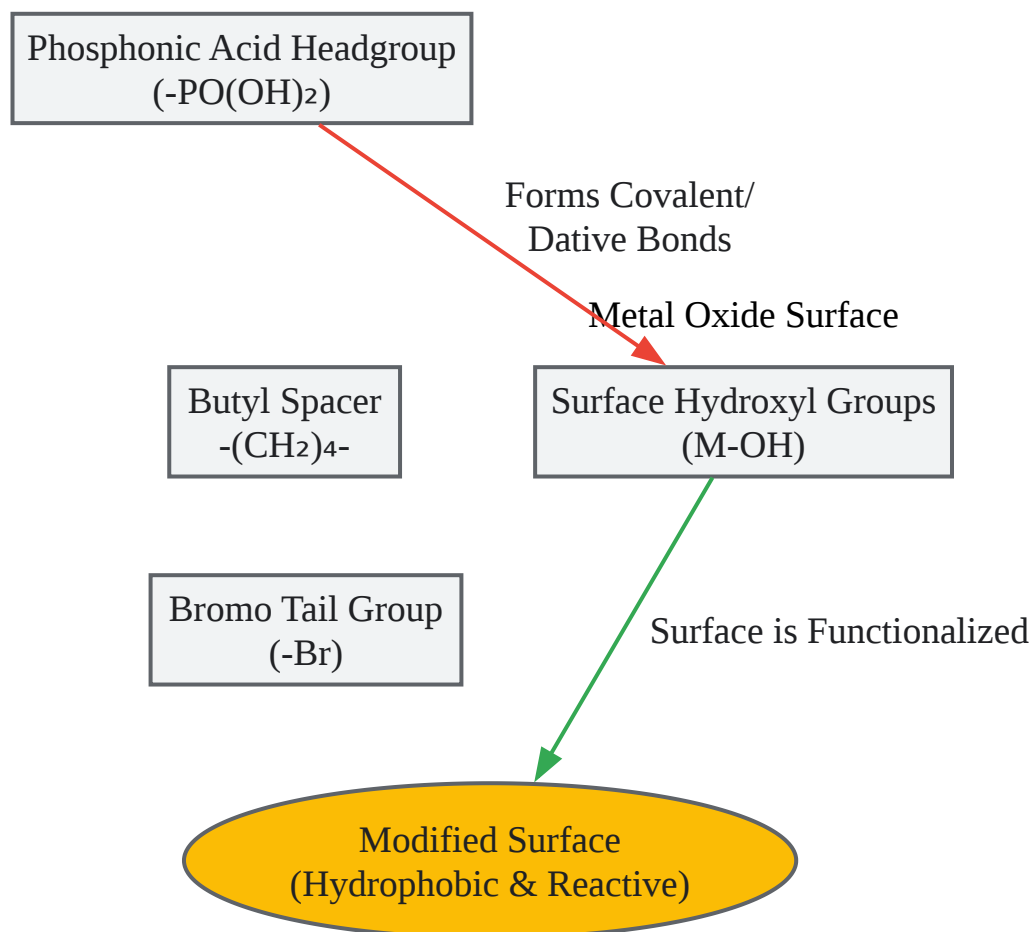 Phosphonic Acid Headgroup
(-PO(OH)₂)
Forms Covalent/
Dative Bonds
Metal Oxide Surface
Butyl Spacer
-(CH₂)₄-
Surface Hydroxyl Groups
(M-OH)
Bromo Tail Group
(-Br)
Surface is Functionalized
Modified Surface
(Hydrophobic & Reactive)